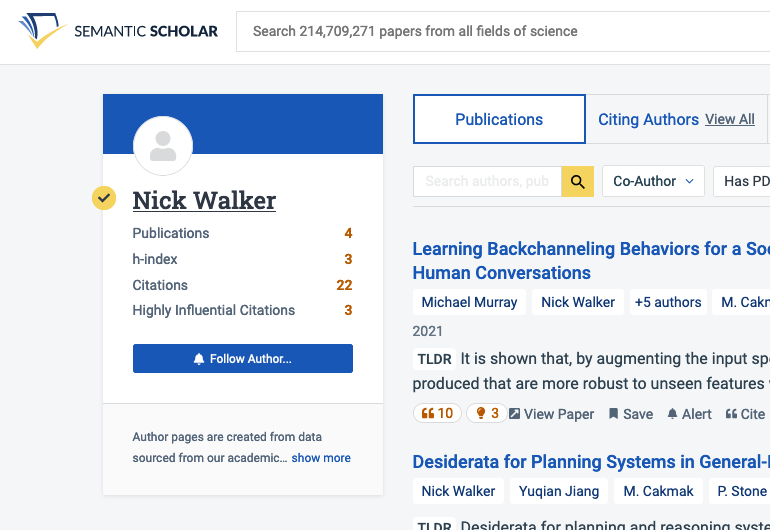 SEMANTIC SCHOLAR
Search 214,709,271 papers from all fields of science
Nick Walker
Publications 4
h-index 3
Citations 22
Highly Influential Citations 3
Follow Author...
Author pages are created from data
sourced from our academic... show more
Publications
Citing Authors View All
Search authors, pub
Co-Author
Has PD
Learning Backchanneling Behaviors for a Soc
Human Conversations
Michael Murray Nick Walker +5 authors M. Cakm
2021
TLDR It is shown that, by augmenting the input spe
produced that are more robust to unseen features
10 3 View Paper Save Alert Cite
Desiderata for Planning Systems in General-
Nick Walker Yuqian Jiang M. Cakmak P. Stone
TLDR Desiderata for planning and reasoning syste